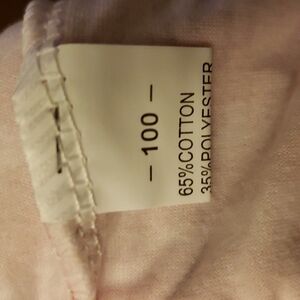 — 100 —
65%COTTON
35%POLYESTER